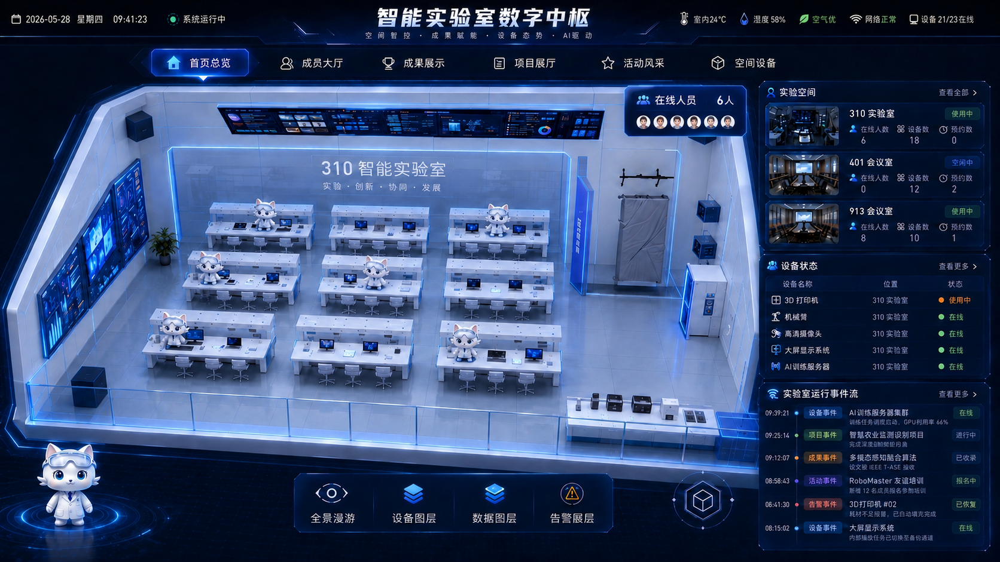 2026-05-28 星期四 09:41:23 系统运行中
智能实验室数字中枢
空间智控 · 成果赋能 · 设备态势 · AI驱动
室内24℃ 湿度 58% 空气优 网络正常 设备 21/23 在线
首页总览 成员大厅 成果展示 项目展厅 活动风采 空间设备
在线人员 6人
310 智能实验室
实验 · 创新 · 协同 · 发展
实验空间 查看全部 >
310 实验室 使用中
在线人数 设备数 预约数
6 18 0
401 会议室 空闲中
在线人数 设备数 预约数
0 12 2
913 会议室 使用中
在线人数 设备数 预约数
8 10 1
设备状态 查看更多 >
设备名称 位置 状态
3D 打印机 310 实验室 使用中
机械臂 310 实验室 在线
高清摄像头 310 实验室 在线
大屏显示系统 310 实验室 在线
AI训练服务器 310 实验室 在线
实验室运行事件流 查看更多 >
09:39:21 设备事件 AI训练服务器集群 在线
训练任务调度启动，GPU利用率 66%
09:25:14 项目事件 智慧农业监测识别项目 进行中
09:12:07 成果事件 多模态感知融合算法 已收录
论文被 IEEE T-ASE 接收
08:58:43 活动事件 RoboMaster 友谊培训 报名中
新增 12 名成员报名参加培训
08:41:30 告警事件 3D打印机 #02 已恢复
耗材不足报警，已自动填充完成
08:15:02 设备事件 大屏显示系统 在线
内部播放任务已切换至备份通道
全景漫游 设备图层 数据图层 告警展层